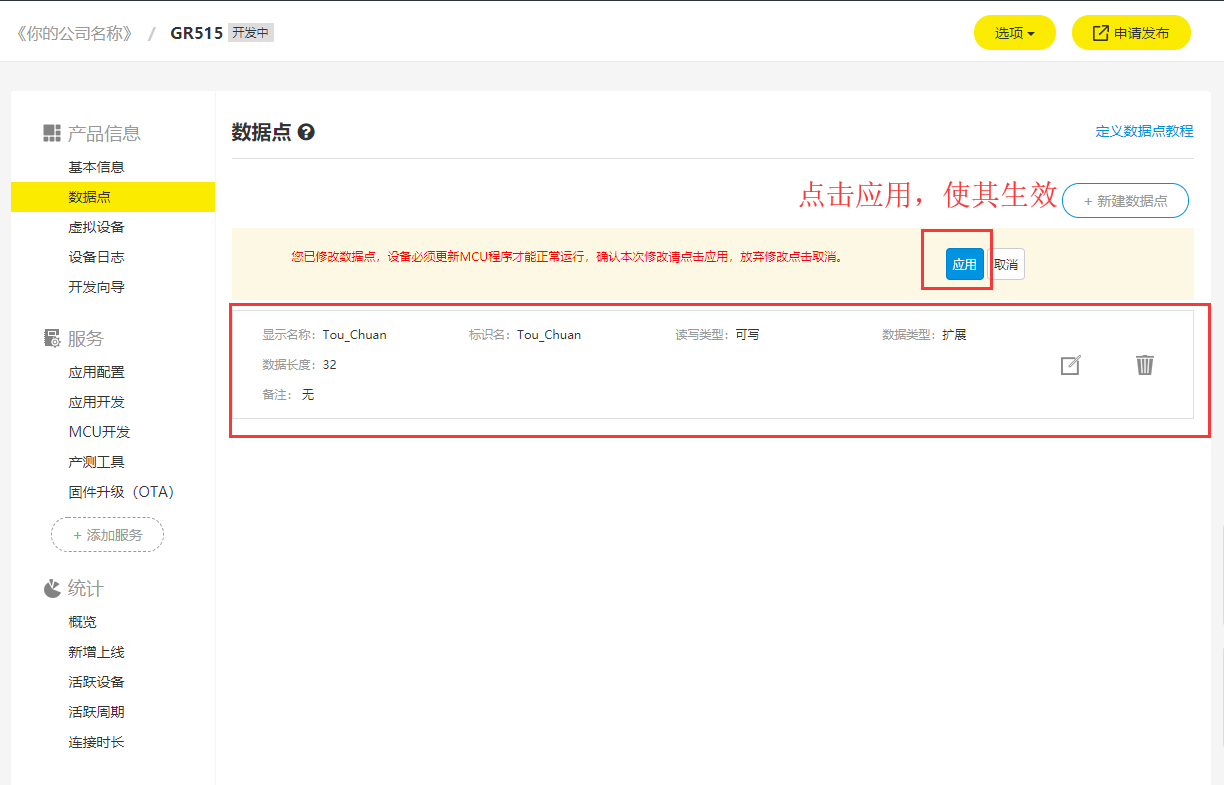 《你的公司名称》 / GR515 开发中
选项
申请发布
产品信息
基本信息
数据点
虚拟设备
设备日志
开发向导
服务
应用配置
应用开发
MCU开发
产测工具
固件升级（OTA）
+ 添加服务
统计
概览
新增上线
活跃设备
活跃周期
连接时长
数据点 ?
定义数据点教程
点击应用，使其生效
+ 新建数据点
您已修改数据点，设备必须更新MCU程序才能正常运行，确认本次修改请点击应用，放弃修改点击取消。
应用
取消
显示名称：Tou_Chuan 标识名：Tou_Chuan 读写类型：可写 数据类型：扩展
数据长度：32
备注： 无